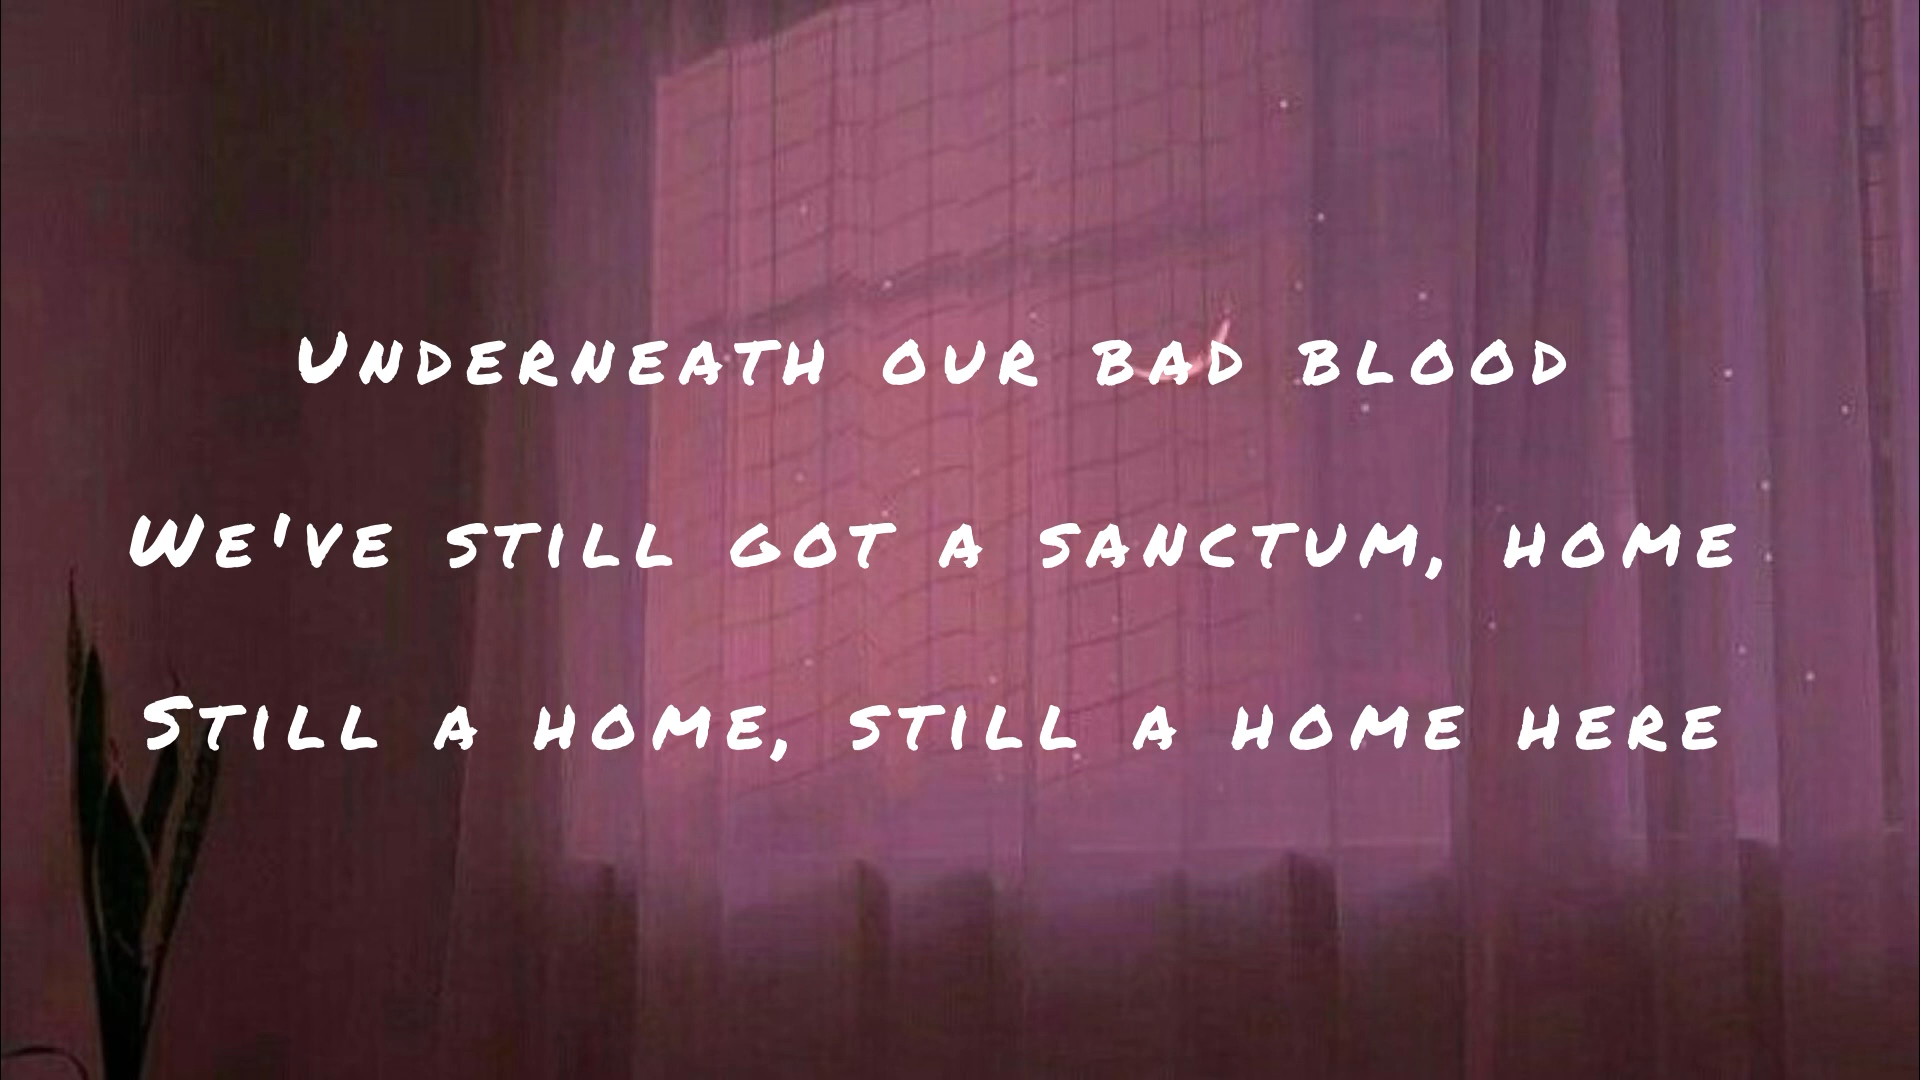 Underneath our bad blood
We've still got a sanctum, home
Still a home, still a home here